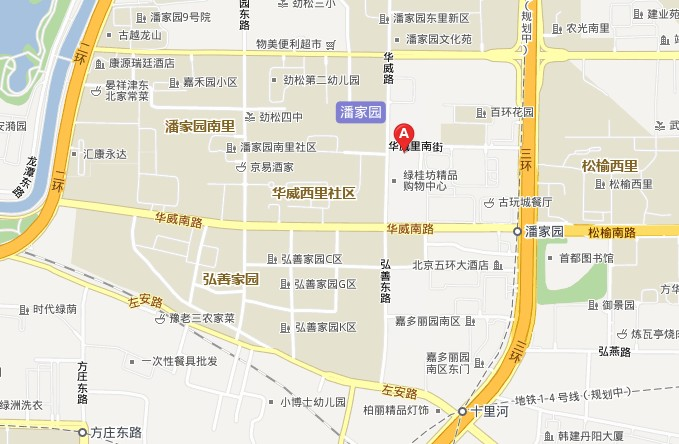 潘家园9号院
园东路
劲松三小
潘家园东里新区
(规划中)
建业苑
古越龙山
农光南里
二环
物美便利超市
潘家园文化苑
康源瑞廷酒店
华威路
晏祥津东
北家常菜
嘉禾园小区
劲松第二幼儿园
潘家园
百环花园
劲松四中
潘家园南里
A
安漪园
华威里南街
三环
汇康永达
潘家园南里社区
京易酒家
松榆西里
龙潭东路
绿桂坊精品
购物中心
松榆西里
二环
华威西里社区
古玩城餐厅
华威南路
华威南路
潘家园
松榆南路
弘善家园C区
北京五环大酒店
首都图书馆
弘善家园
弘善家园G区
弘善东路
方华
左安路
时代绿荫
豫老三农家菜
弘善家园K区
嘉多丽园南区
御景园
炼瓦亭烧肉
三环
弘燕路
方庄东路
一次性餐具批发
嘉多丽园
南区东门
左安路
地铁14号线(规划中)
绿洲洗衣
小博士幼儿园
柏丽精品灯饰
十里河
方庄东路
韩建丹阳大厦